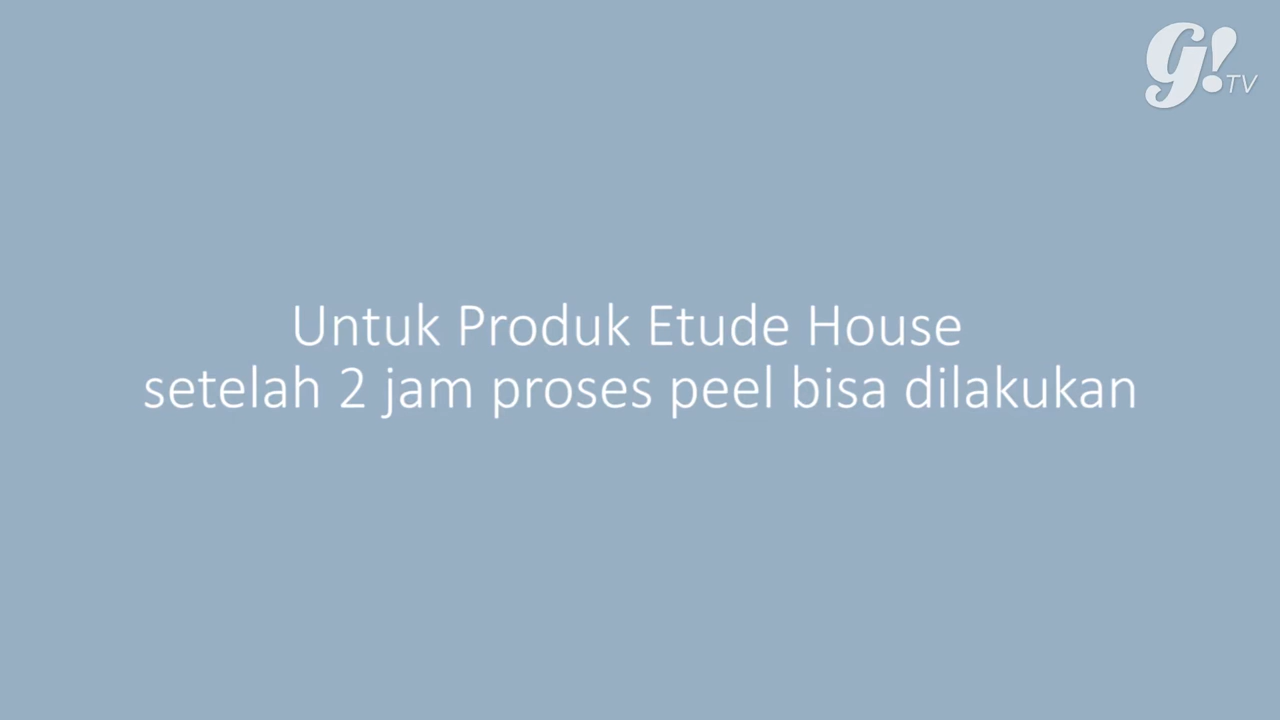 g! TV
Untuk Produk Etude House
setelah 2 jam proses peel bisa dilakukan